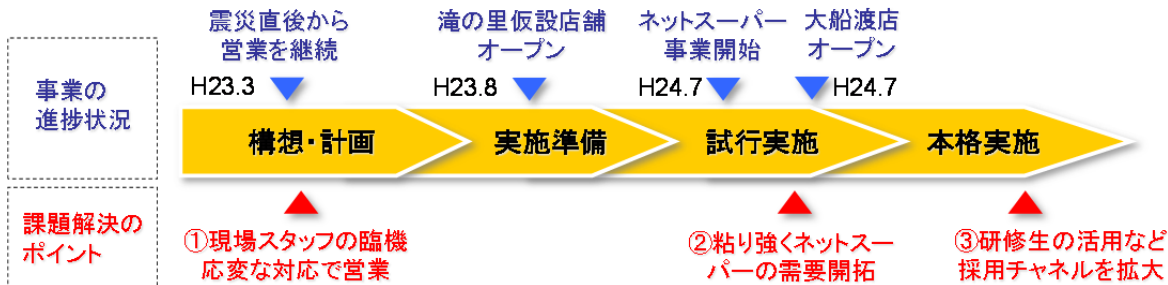 事業の
進捗状況
震災直後から
営業を継続
滝の里仮設店舗
オープン
ネットスーパー
事業開始
大船渡店
オープン
H23.3
H23.8
H24.7
H24.7
構想・計画
実施準備
試行実施
本格実施
課題解決の
ポイント
①現場スタッフの臨機
応変な対応で営業
②粘り強くネットスー
パーの需要開拓
③研修生の活用など
採用チャネルを拡大